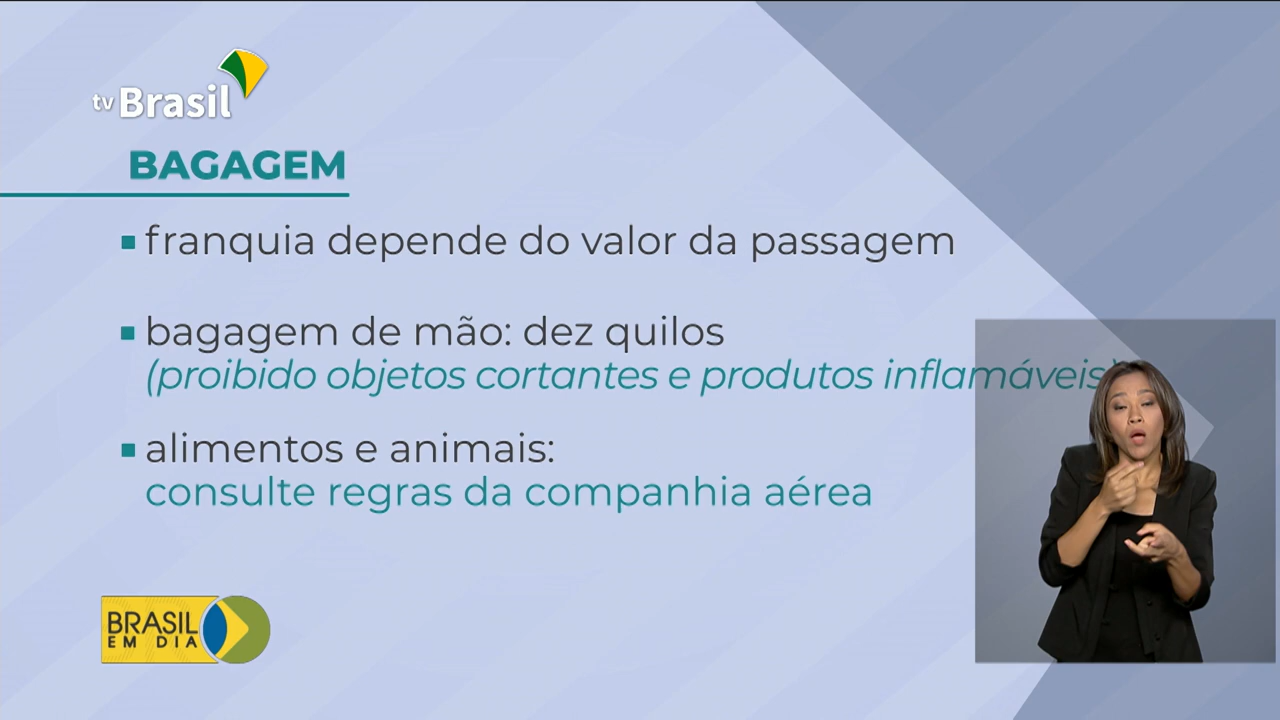 tv Brasil
BAGAGEM
franquia depende do valor da passagem
bagagem de mão: dez quilos
(proibido objetos cortantes e produtos inflamáveis)
alimentos e animais:
consulte regras da companhia aérea
BRASIL
EM DIA